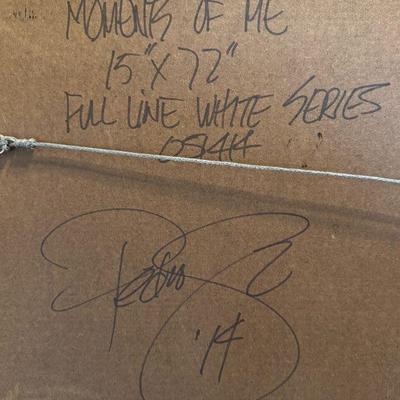 MOMENTS OF ME
15" X 72"
FULL LINE WHITE SERIES
'14